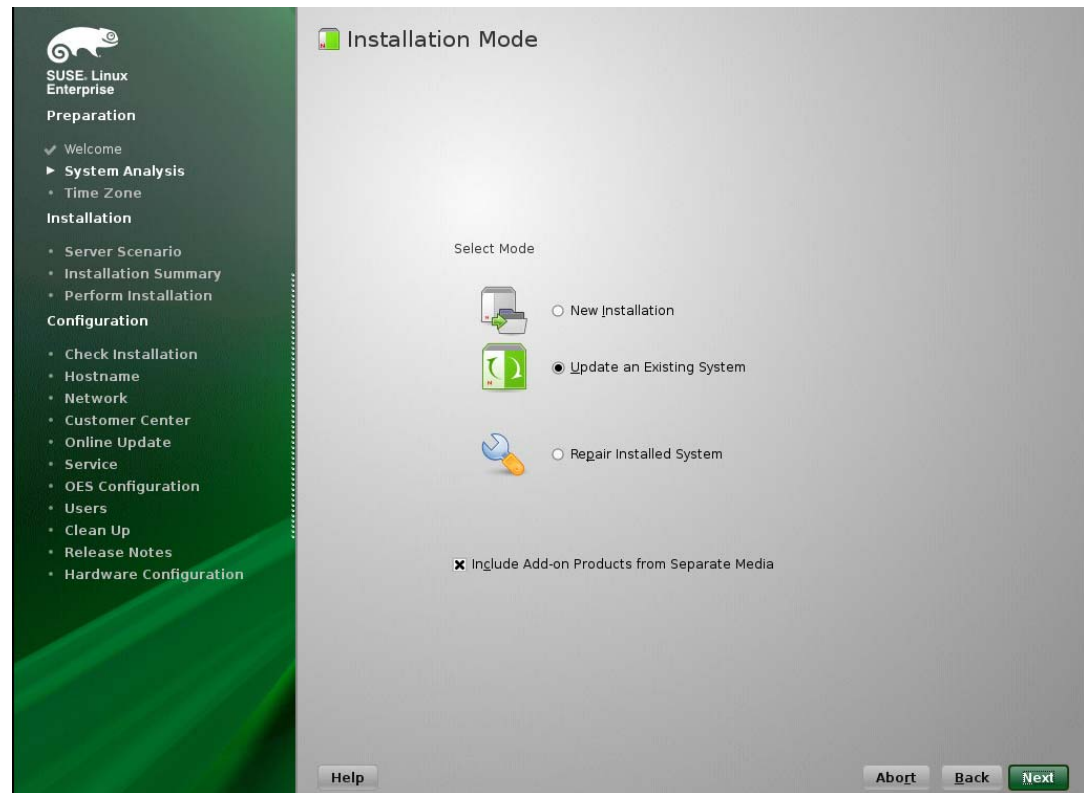 SUSE. Linux
Enterprise
Preparation
Welcome
System Analysis
Time Zone
Installation
Server Scenario
Installation Summary
Perform Installation
Configuration
Check Installation
Hostname
Network
Customer Center
Online Update
Service
OES Configuration
Users
Clean Up
Release Notes
Hardware Configuration
Installation Mode
Select Mode
New Installation
Update an Existing System
Repair Installed System
Include Add-on Products from Separate Media
Help
Abort
Back
Next